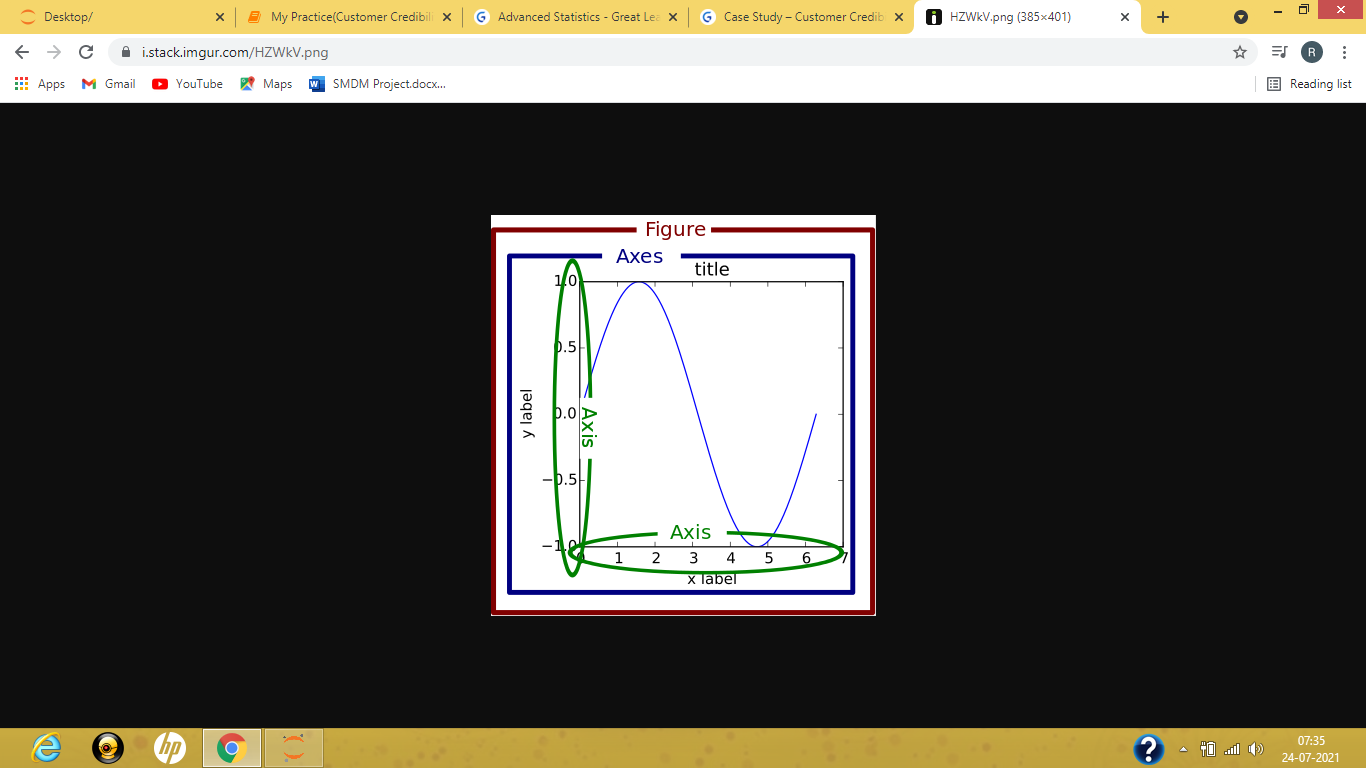 Desktop/
My Practice(Customer Credibil
Advanced Statistics - Great Lea
Case Study – Customer Credib
HZWkV.png (385×401)
i.stack.imgur.com/HZWkV.png
R
Apps
Gmail
YouTube
Maps
SMDM Project.docx...
Reading list
Figure
Axes
title
1.0
0.5
0.0
−0.5
−1.0
y label
Axis
Axis
0 1 2 3 4 5 6 7
x label
hp
07:35
24-07-2021